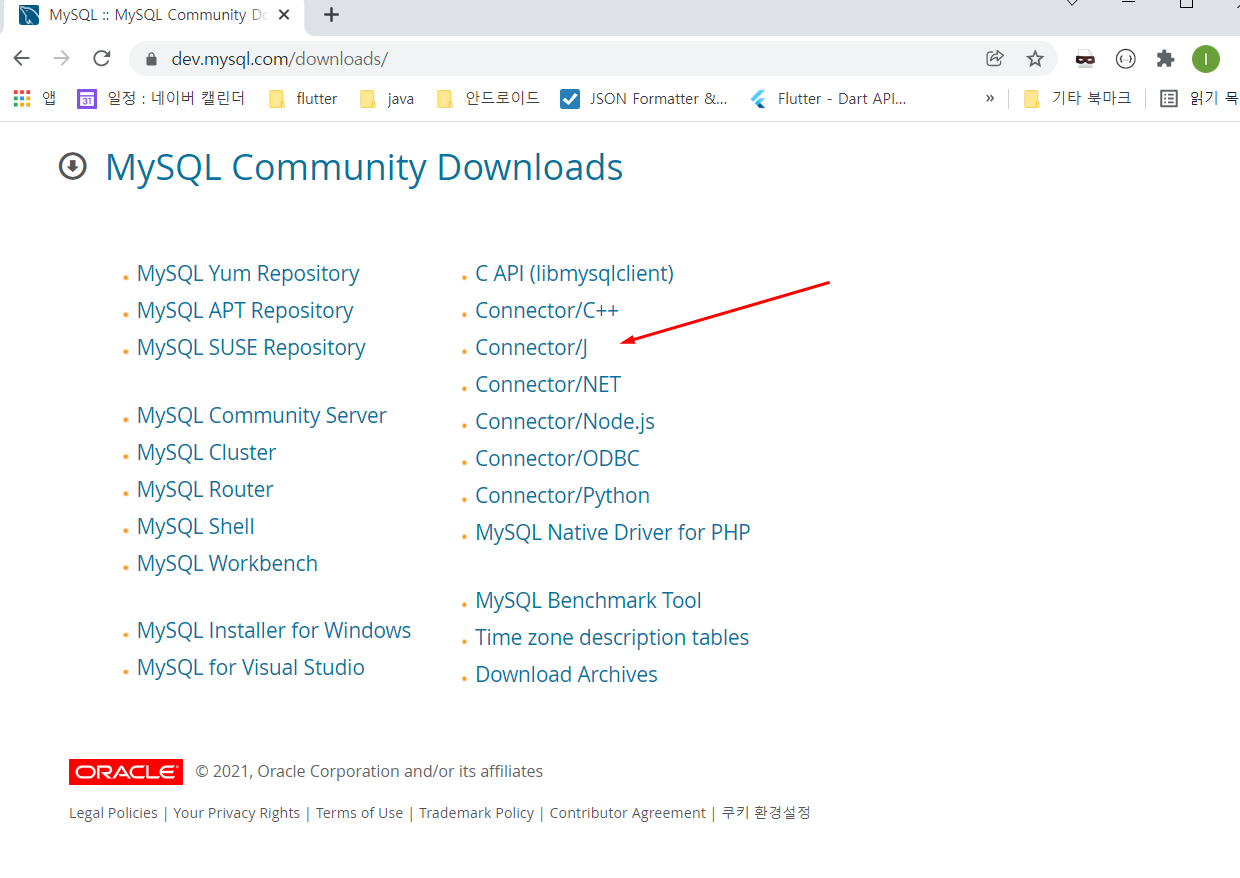 MySQL :: MySQL Community Do
dev.mysql.com/downloads/
I
앱
31
일정 : 네이버 캘린더
flutter
java
안드로이드
JSON Formatter &...
Flutter - Dart API...
»
기타 북마크
읽기 목
MySQL Community Downloads
MySQL Yum Repository
MySQL APT Repository
MySQL SUSE Repository
MySQL Community Server
MySQL Cluster
MySQL Router
MySQL Shell
MySQL Workbench
MySQL Installer for Windows
MySQL for Visual Studio
C API (libmysqlclient)
Connector/C++
Connector/J
Connector/NET
Connector/Node.js
Connector/ODBC
Connector/Python
MySQL Native Driver for PHP
MySQL Benchmark Tool
Time zone description tables
Download Archives
ORACLE © 2021, Oracle Corporation and/or its affiliates
Legal Policies | Your Privacy Rights | Terms of Use | Trademark Policy | Contributor Agreement | 쿠키 환경설정